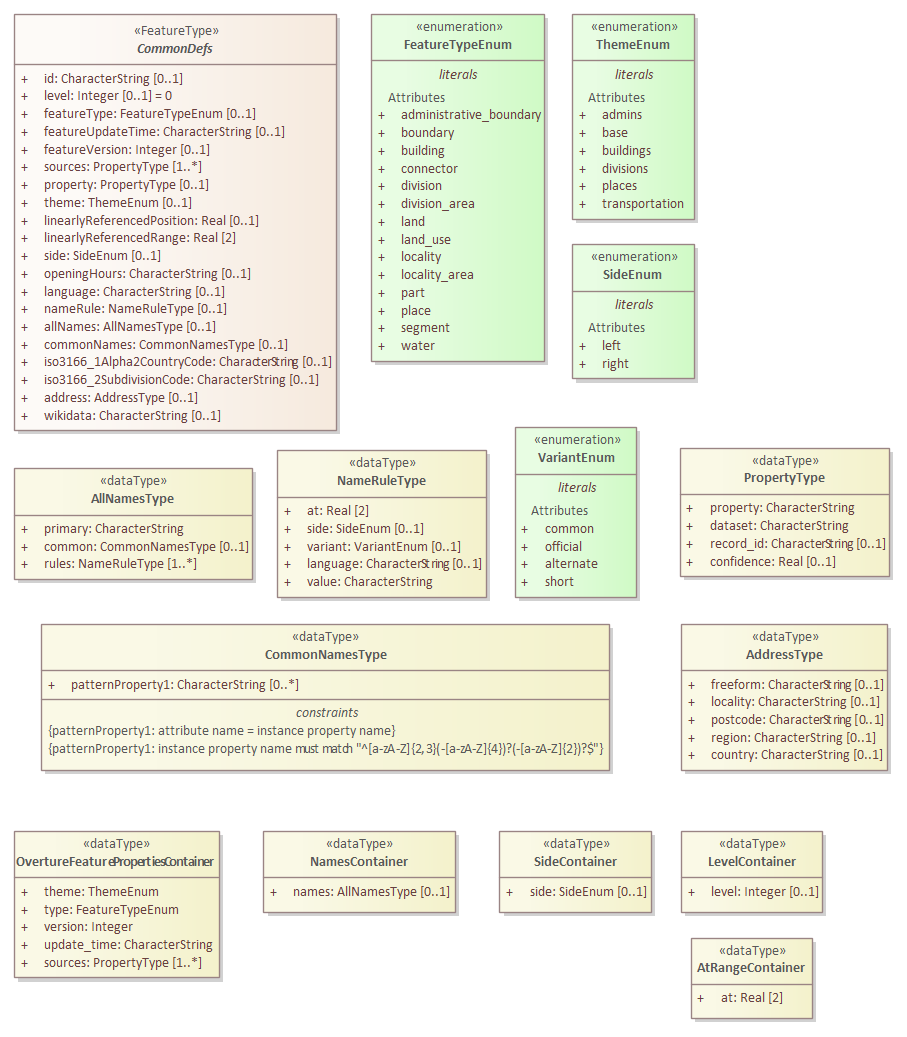 «FeatureType»
CommonDefs
+ id: CharacterString [0..1]
+ level: Integer [0..1] = 0
+ featureType: FeatureTypeEnum [0..1]
+ featureUpdateTime: CharacterString [0..1]
+ featureVersion: Integer [0..1]
+ sources: PropertyType [1..*]
+ property: PropertyType [0..1]
+ theme: ThemeEnum [0..1]
+ linearlyReferencedPosition: Real [0..1]
+ linearlyReferencedRange: Real [2]
+ side: SideEnum [0..1]
+ openingHours: CharacterString [0..1]
+ language: CharacterString [0..1]
+ nameRule: NameRuleType [0..1]
+ allNames: AllNamesType [0..1]
+ commonNames: CommonNamesType [0..1]
+ iso3166_1Alpha2CountryCode: CharacterString [0..1]
+ iso3166_2SubdivisionCode: CharacterString [0..1]
+ address: AddressType [0..1]
+ wikidata: CharacterString [0..1]
«enumeration»
FeatureTypeEnum
literals
Attributes
+ administrative_boundary
+ boundary
+ building
+ connector
+ division
+ division_area
+ land
+ land_use
+ locality
+ locality_area
+ part
+ place
+ segment
+ water
«enumeration»
ThemeEnum
literals
Attributes
+ admins
+ base
+ buildings
+ divisions
+ places
+ transportation
«enumeration»
SideEnum
literals
Attributes
+ left
+ right
«dataType»
AllNamesType
+ primary: CharacterString
+ common: CommonNamesType [0..1]
+ rules: NameRuleType [1..*]
«dataType»
NameRuleType
+ at: Real [2]
+ side: SideEnum [0..1]
+ variant: VariantEnum [0..1]
+ language: CharacterString [0..1]
+ value: CharacterString
«enumeration»
VariantEnum
literals
Attributes
+ common
+ official
+ alternate
+ short
«dataType»
PropertyType
+ property: CharacterString
+ dataset: CharacterString
+ record_id: CharacterString [0..1]
+ confidence: Real [0..1]
«dataType»
CommonNamesType
+ patternProperty1: CharacterString [0..*]
constraints
{patternProperty1: attribute name = instance property name}
{patternProperty1: instance property name must match "^[a-zA-Z]{2,3}(-[a-zA-Z]{4})?(-[a-zA-Z]{2})?$"}
«dataType»
AddressType
+ freeform: CharacterString [0..1]
+ locality: CharacterString [0..1]
+ postcode: CharacterString [0..1]
+ region: CharacterString [0..1]
+ country: CharacterString [0..1]
«dataType»
OvertureFeaturePropertiesContainer
+ theme: ThemeEnum
+ type: FeatureTypeEnum
+ version: Integer
+ update_time: CharacterString
+ sources: PropertyType [1..*]
«dataType»
NamesContainer
+ names: AllNamesType [0..1]
«dataType»
SideContainer
+ side: SideEnum [0..1]
«dataType»
LevelContainer
+ level: Integer [0..1]
«dataType»
AtRangeContainer
+ at: Real [2]